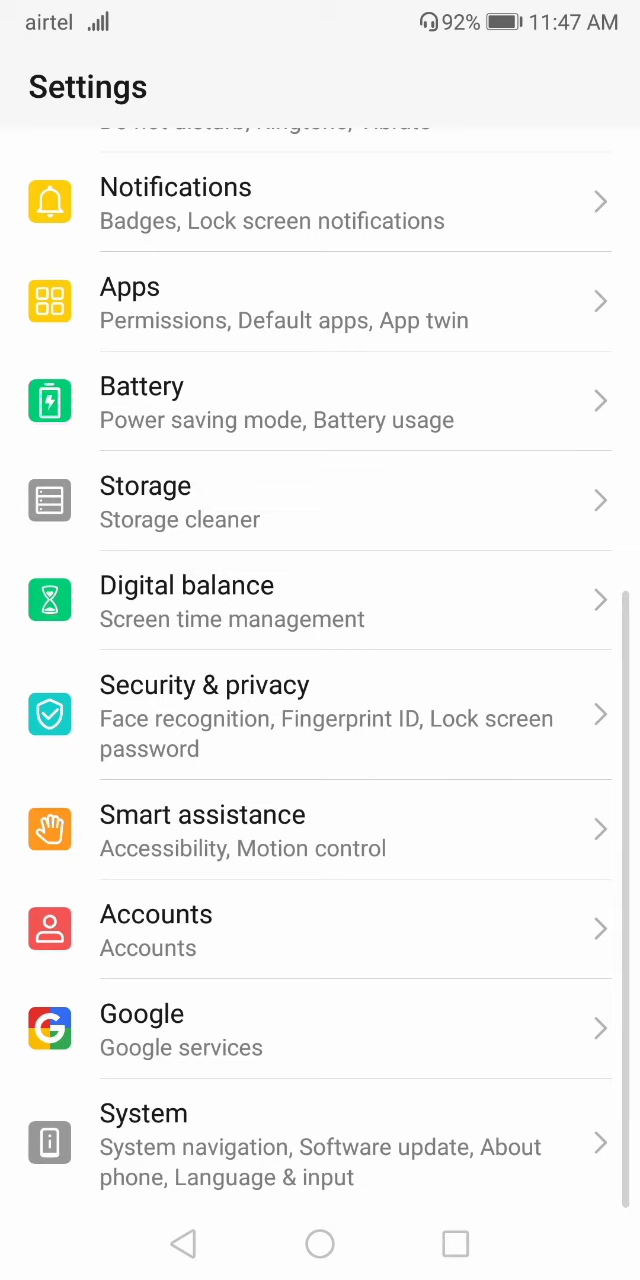 airtel 92% 11:47 AM
Settings
Notifications
Badges, Lock screen notifications
Apps
Permissions, Default apps, App twin
Battery
Power saving mode, Battery usage
Storage
Storage cleaner
Digital balance
Screen time management
Security & privacy
Face recognition, Fingerprint ID, Lock screen
password
Smart assistance
Accessibility, Motion control
Accounts
Accounts
Google
Google services
System
System navigation, Software update, About
phone, Language & input